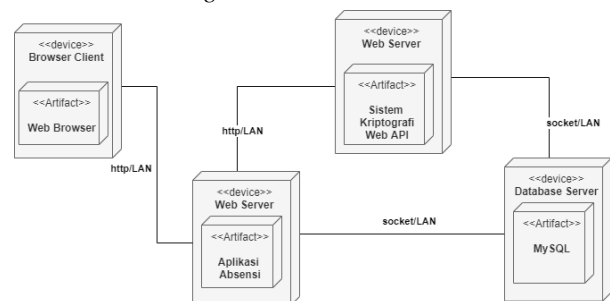 <<device>>
Browser Client
<<Artifact>>
Web Browser
http/LAN
<<device>>
Web Server
<<Artifact>>
Sistem
Kriptografi
Web API
http/LAN
socket/LAN
<<device>>
Web Server
<<Artifact>>
Aplikasi
Absensi
socket/LAN
<<device>>
Database Server
<<Artifact>>
MySQL